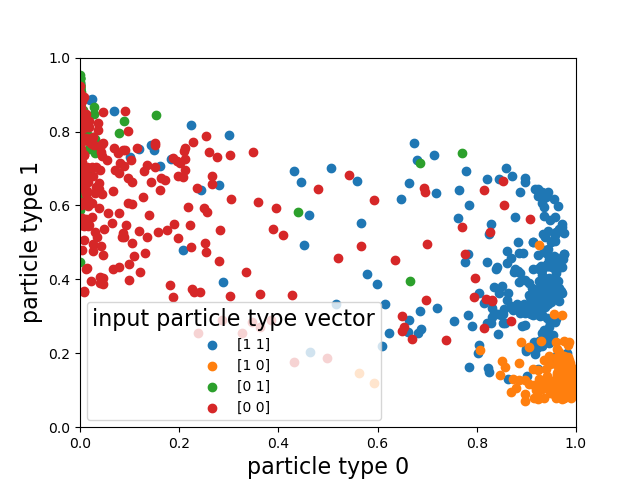 1.0
0.8
0.6
0.4
0.2
0.0
particle type 1
input particle type vector
[1 1]
[1 0]
[0 1]
[0 0]
0.0 0.2 0.4 0.6 0.8 1.0
particle type 0